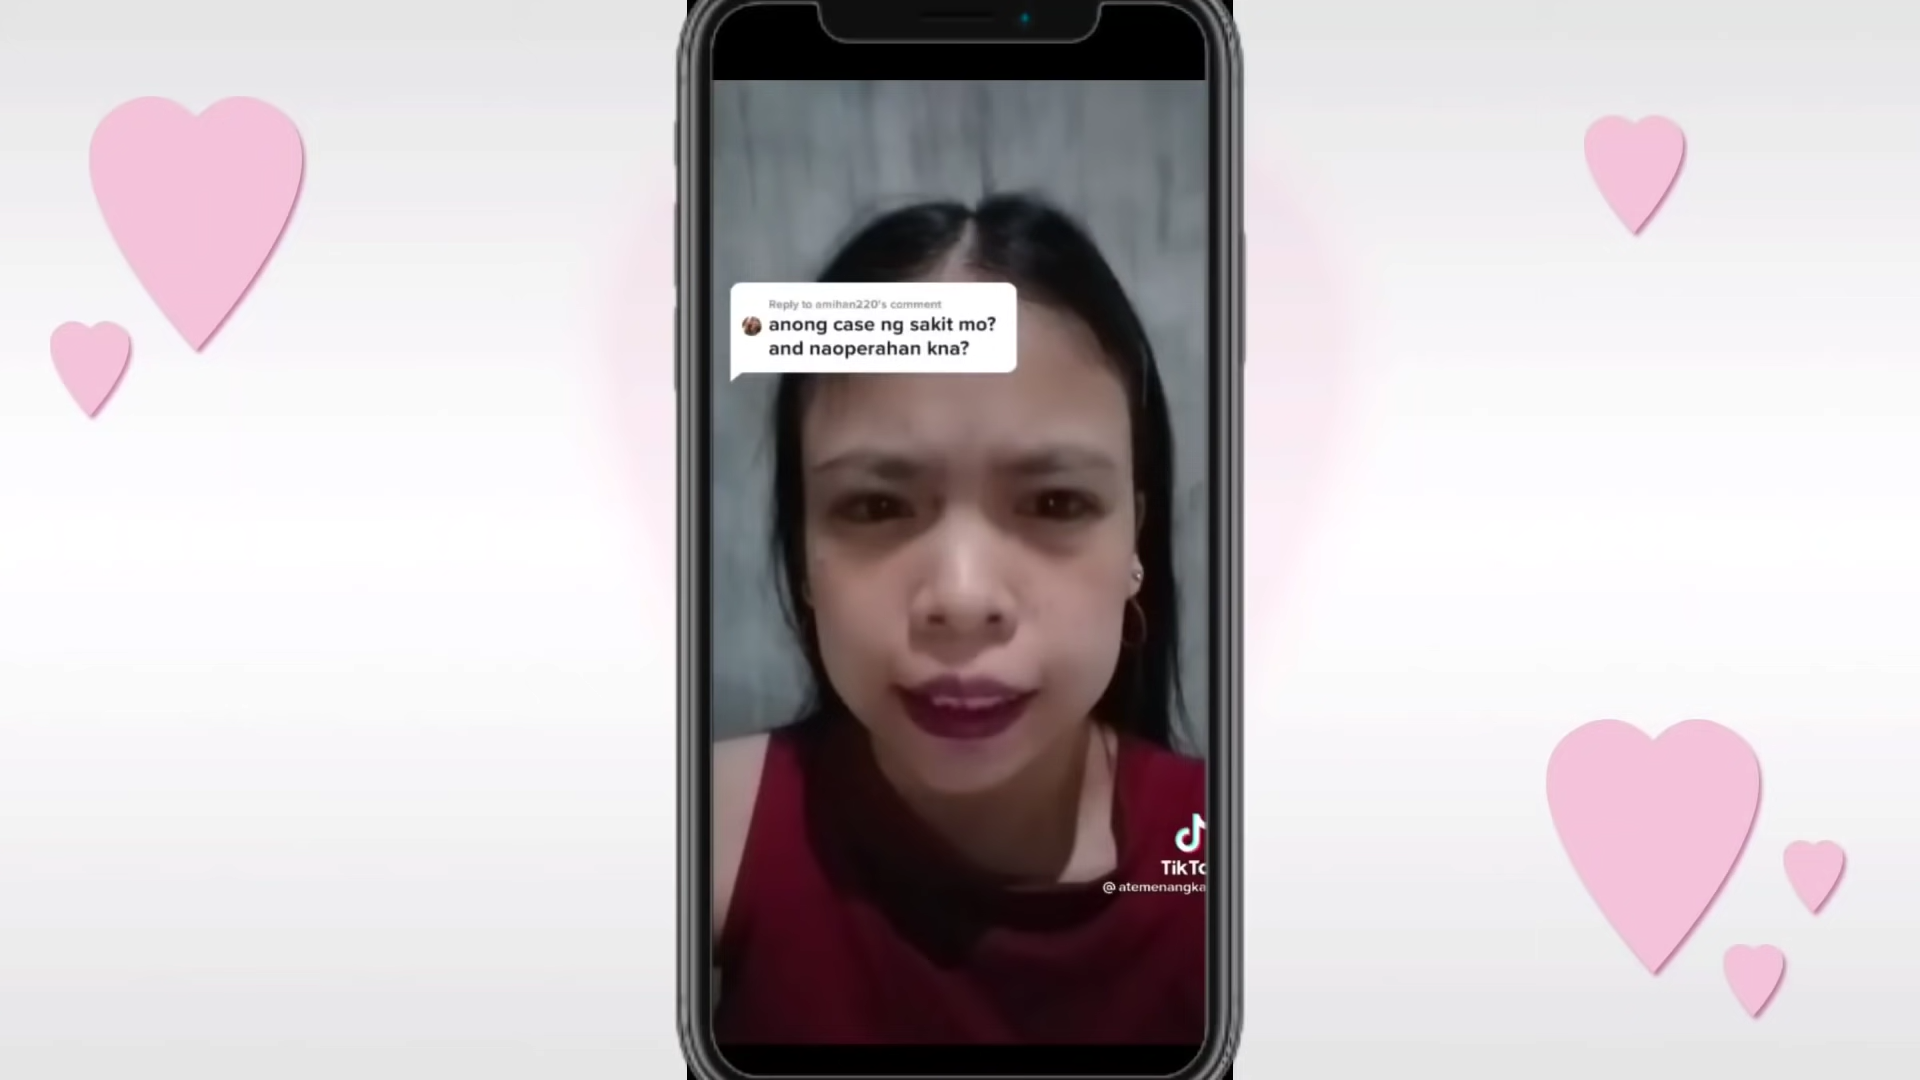 Reply to amihan220's comment
anong case ng sakit mo?
and naoperahan kna?
TikTo
@ atemenangka